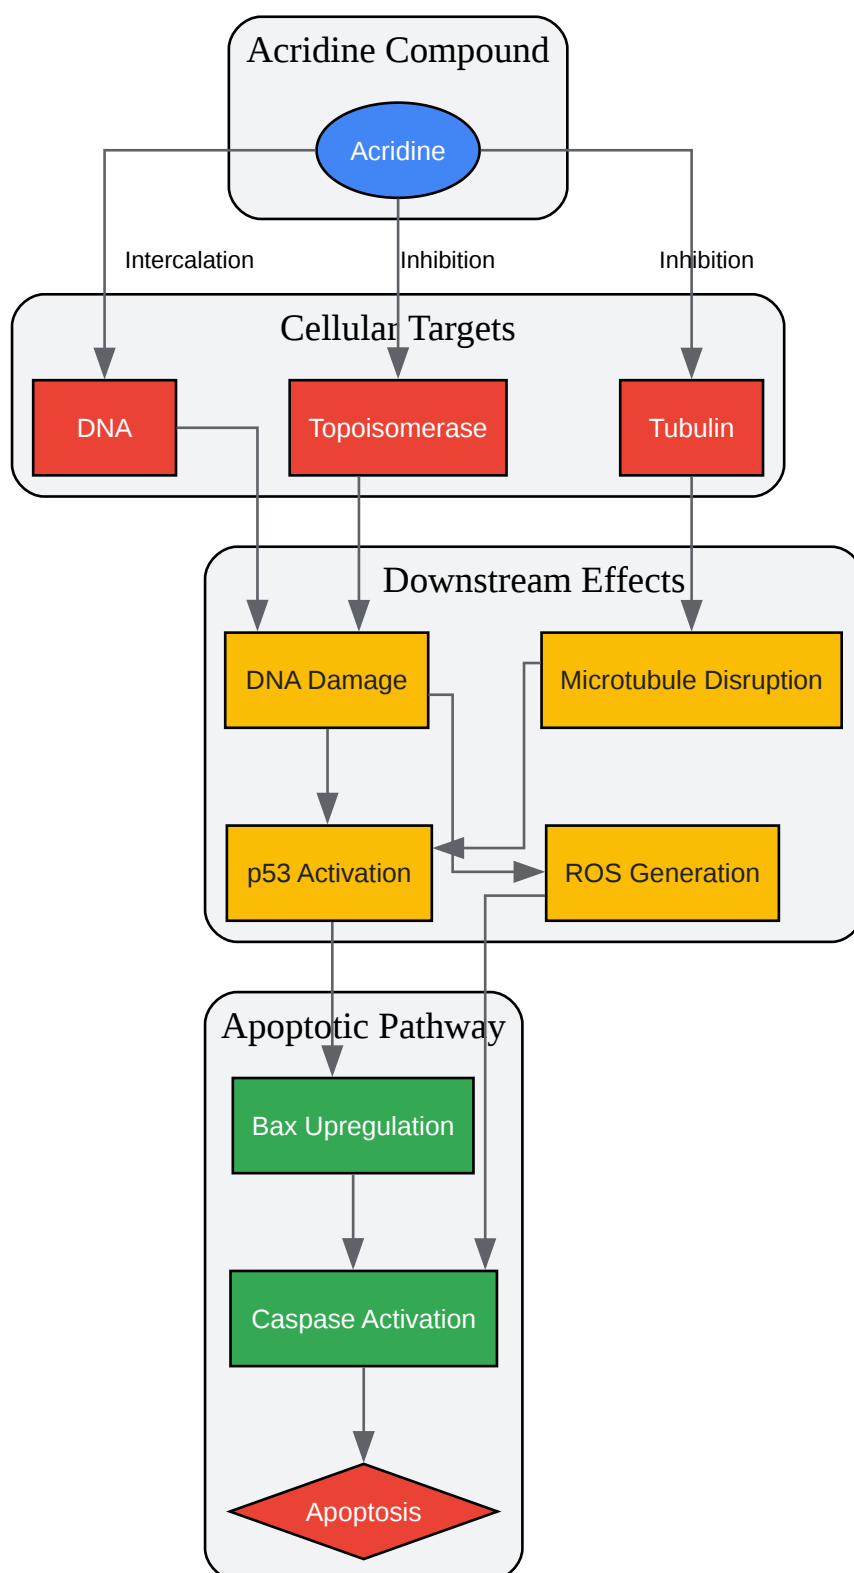 Acridine Compound
Acridine
Intercalation
Inhibition
Inhibition
Cellular Targets
DNA
Topoisomerase
Tubulin
Downstream Effects
DNA Damage
Microtubule Disruption
p53 Activation
ROS Generation
Apoptotic Pathway
Bax Upregulation
Caspase Activation
Apoptosis